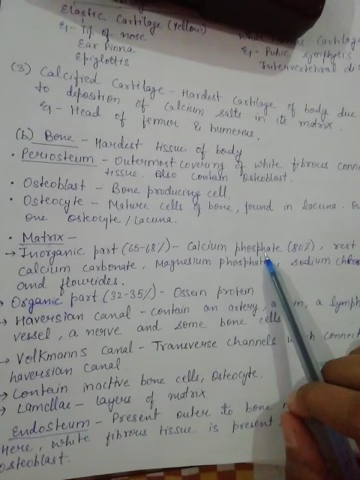 Elastic Cartilage (Yellow)
Eg - Tip of nose
Ear Pinna
Epiglottis
White Fibrous Cartilage
Eg - Pubic symphysis
Intervertebral
(3) Calcified Cartilage - Hardest Cartilage of body due
to deposition of Calcium salts in its matrix.
Eg - Head of femur & humerus.
(b) Bone - Hardest tissue of body
• Periosteum - Outermost covering of white fibrous
tissue. Also contain Osteoblast.
• Osteoblast - Bone producing cell.
• Osteocyte - Mature cells of bone, found in lacuna.
one Osteocyte / Lacuna.
• Matrix -
→ Inorganic part (65-68%) - Calcium phosphate (80%), rest
calcium carbonate, Magnesium phosphate, sodium
and flourides.
→ Organic part (32-35%) - Ossein protein
→ Haversian Canal - contain an artery, a lymph
vessel, a nerve and some bone cells
→ Volkmann's Canal - Transverse channels which
haversian canal
→ Contain inactive bone cells, Osteocyte.
→ Lamellae - layers of matrix
Endosteum - Present outer to bone
Here, white fibrous tissue is present
Osteoblast.